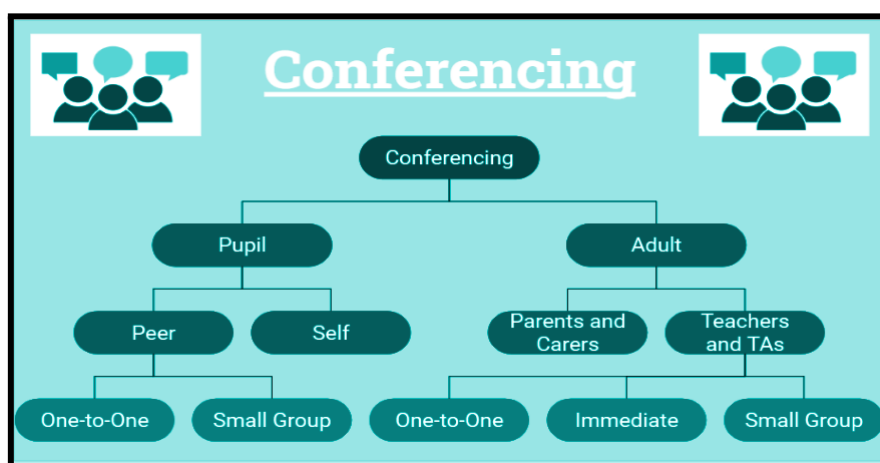 Conferencing
Conferencing
Pupil
Adult
Peer
Self
Parents and
Carers
Teachers
and TAs
One-to-One
Small Group
One-to-One
Immediate
Small Group